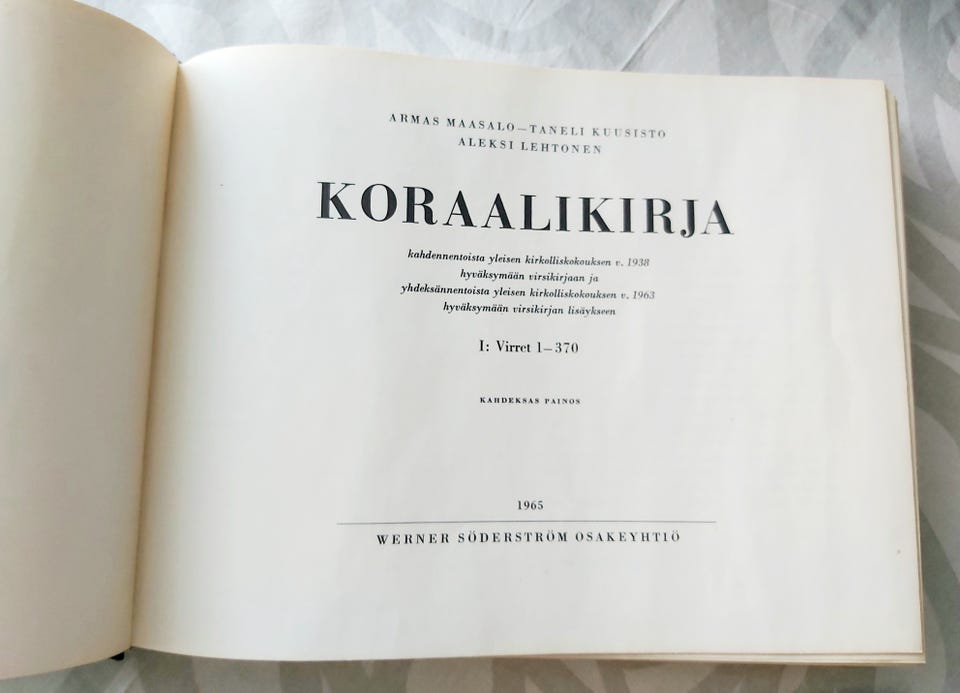 ARMAS MAASALO—TANELI KUUSISTO
ALEKSI LEHTONEN
KORAALIKIRJA
kahdennentoista yleisen kirkolliskokouksen v. 1938
hyväksymään virsikirjaan ja
yhdeksännentoista yleisen kirkolliskokouksen v. 1963
hyväksymään virsikirjan lisäykseen
I: Virret 1—370
KAHDEKSAS PAINOS
1965
WERNER SÖDERSTRÖM OSAKEYHTIÖ